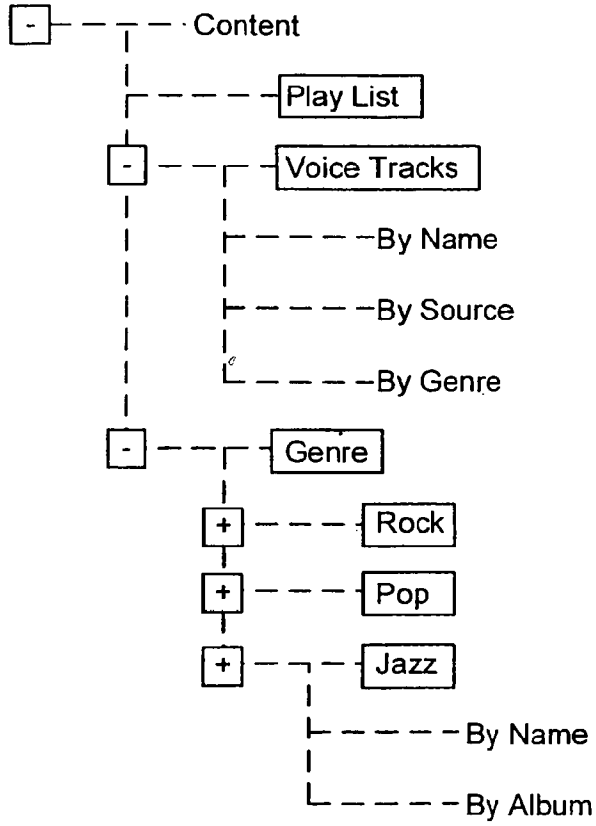 - Content
Play List
- Voice Tracks
By Name
By Source
By Genre
- Genre
+ Rock
+ Pop
+ Jazz
By Name
By Album